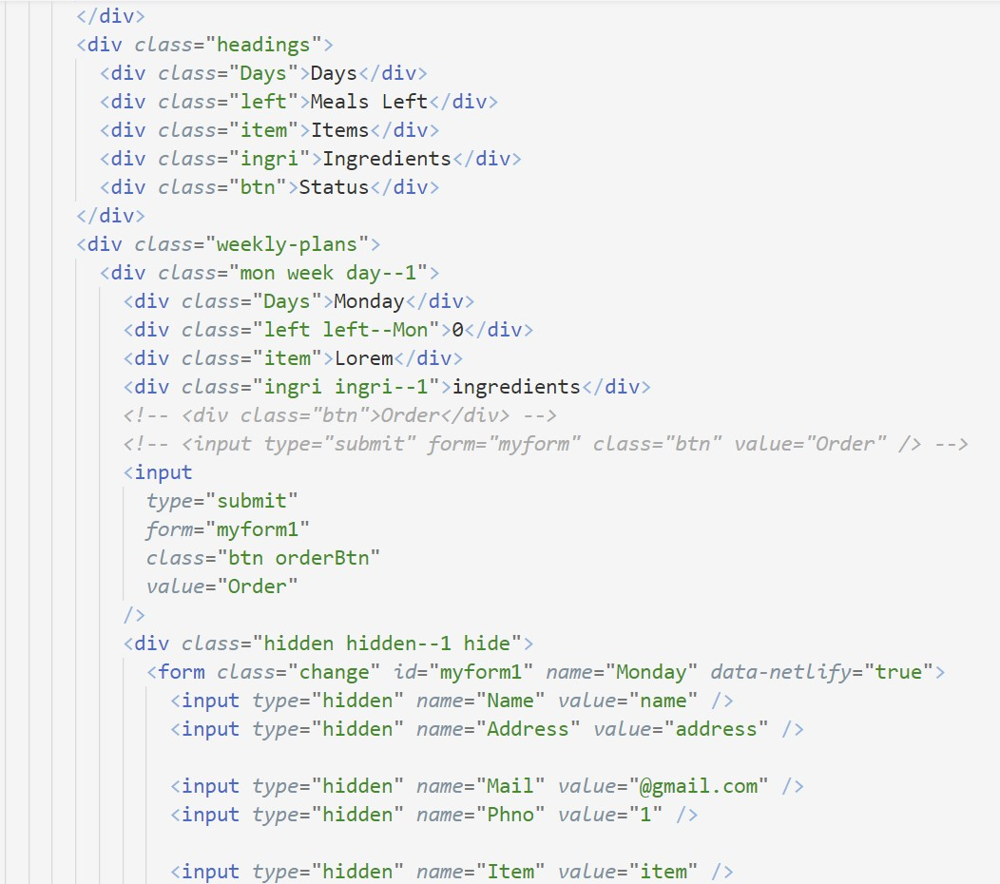 </div>
<div class="headings">
<div class="Days">Days</div>
<div class="left">Meals Left</div>
<div class="item">Items</div>
<div class="ingri">Ingredients</div>
<div class="btn">Status</div>
</div>
<div class="weekly-plans">
<div class="mon week day--1">
<div class="Days">Monday</div>
<div class="left left--Mon">0</div>
<div class="item">Lorem</div>
<div class="ingri ingri--1">ingredients</div>
<!-- <div class="btn">Order</div> -->
<!-- <input type="submit" form="myform" class="btn" value="Order" /> -->
<input
type="submit"
form="myform1"
class="btn orderBtn"
value="Order"
/>
<div class="hidden hidden--1 hide">
<form class="change" id="myform1" name="Monday" data-netlify="true">
<input type="hidden" name="Name" value="name" />
<input type="hidden" name="Address" value="address" />
<input type="hidden" name="Mail" value="@gmail.com" />
<input type="hidden" name="Phno" value="1" />
<input type="hidden" name="Item" value="item" />